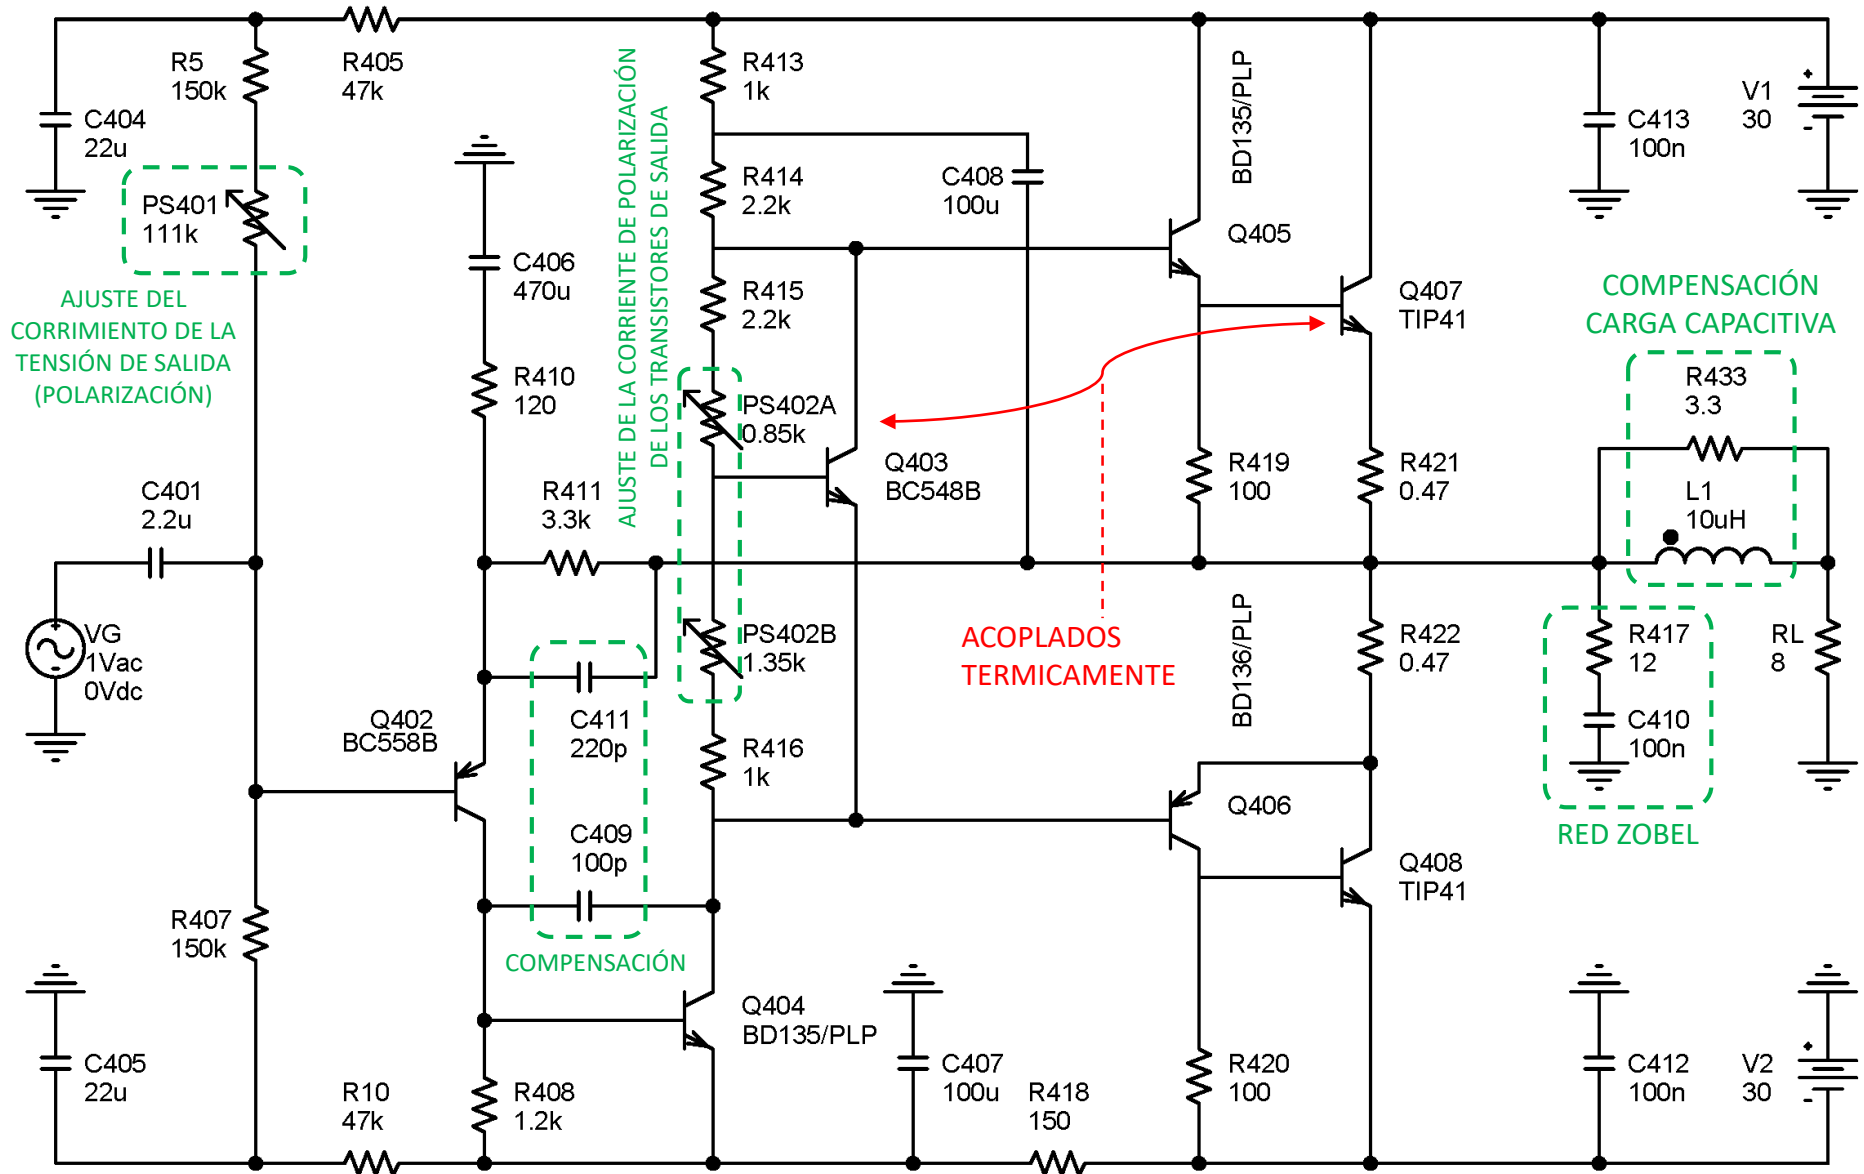 R5
150k
R405
47k
C404
22u
PS401
111k
AJUSTE DEL
CORRIMIENTO DE LA
TENSIÓN DE SALIDA
(POLARIZACIÓN)
C401
2.2u
VG
1Vac
0Vdc
+
-
R407
150k
C405
22u
R10
47k
C406
470u
R410
120
R411
3.3k
Q402
BC558B
C411
220p
C409
100p
COMPENSACIÓN
R408
1.2k
AJUSTE DE LA CORRIENTE DE POLARIZACIÓN
DE LOS TRANSISTORES DE SALIDA
R413
1k
R414
2.2k
R415
2.2k
PS402A
0.85k
PS402B
1.35k
R416
1k
Q404
BD135/PLP
C408
100u
Q403
BC548B
ACOPLADOS
TERMICAMENTE
C407
100u
R418
150
BD135/PLP
Q405
R419
100
BD136/PLP
Q406
R420
100
Q407
TIP41
R421
0.47
R422
0.47
Q408
TIP41
C413
100n
V1
30
+
-
COMPENSACIÓN
CARGA CAPACITIVA
R433
3.3
L1
10uH
R417
12
C410
100n
RL
8
RED ZOBEL
C412
100n
V2
30
+
-